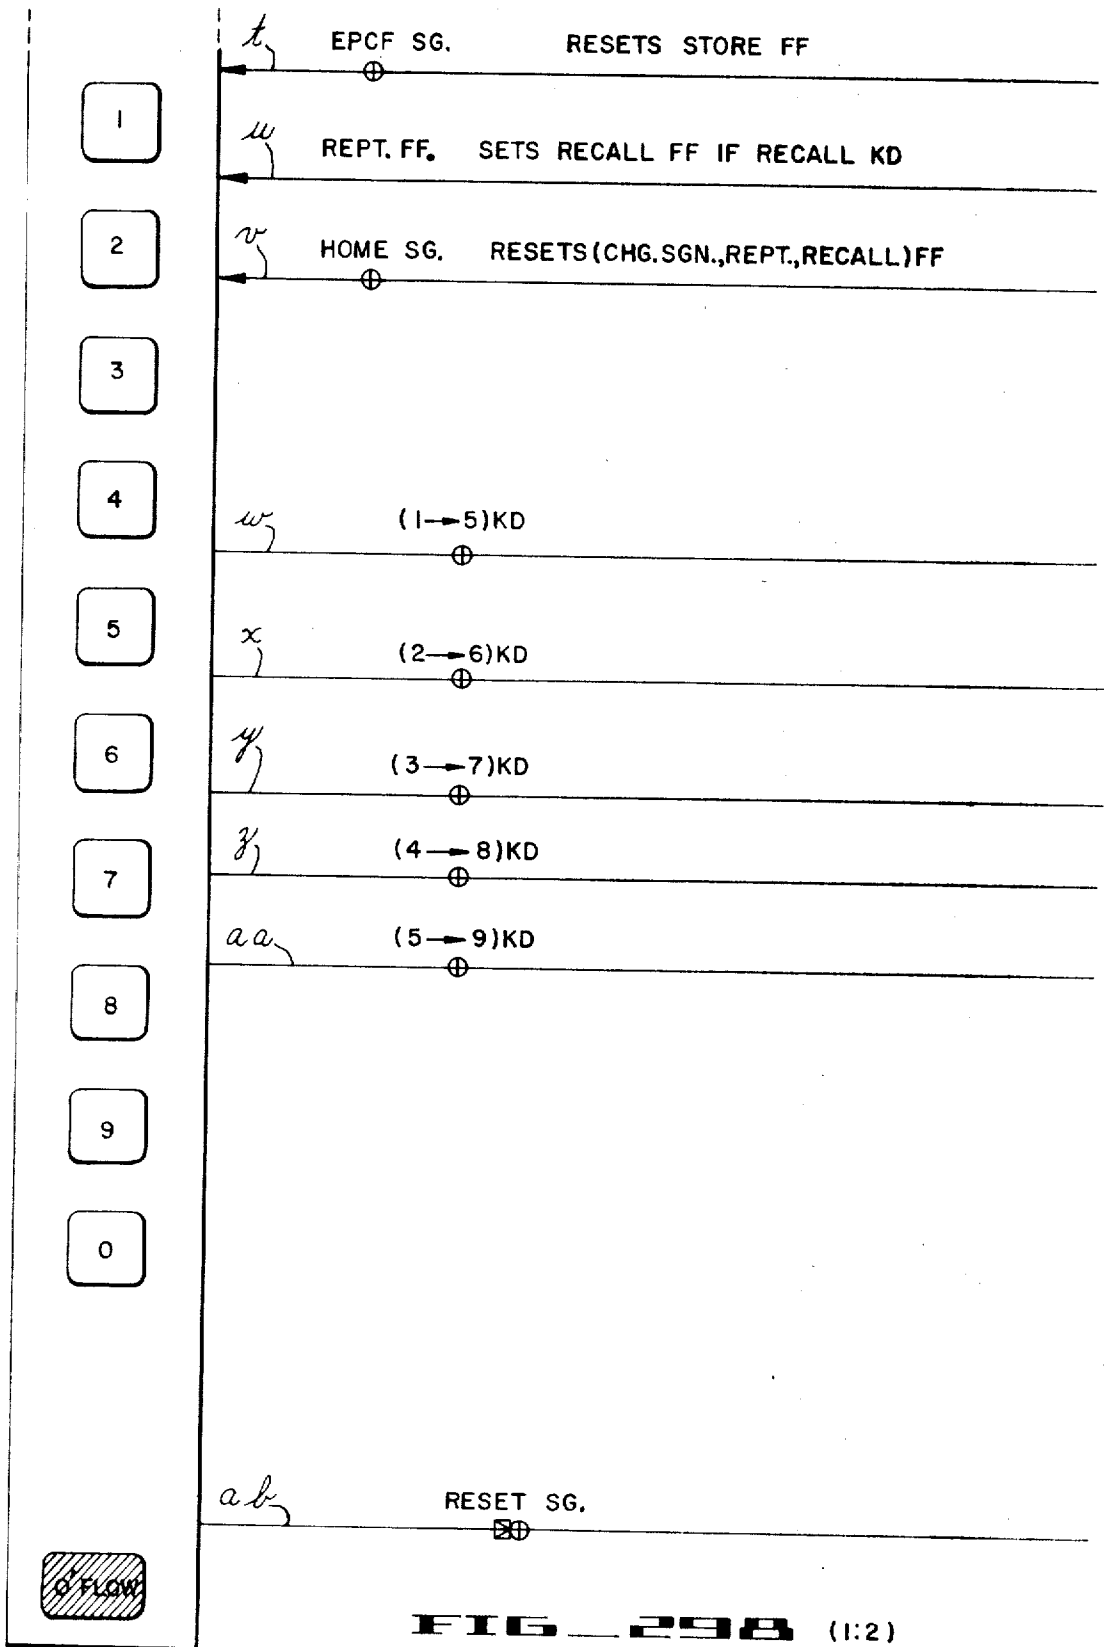 t EPCF SG. RESETS STORE FF
1
u REPT. FF. SETS RECALL FF IF RECALL KD
2
v HOME SG. RESETS (CHG.SGN.,REPT.,RECALL) FF
3
4
w (1→5)KD
5
x (2→6)KD
6
y (3→7)KD
z (4→8)KD
7
aa (5→9)KD
8
9
0
ab RESET SG.
O'FLOW
FIG_29A (1:2)